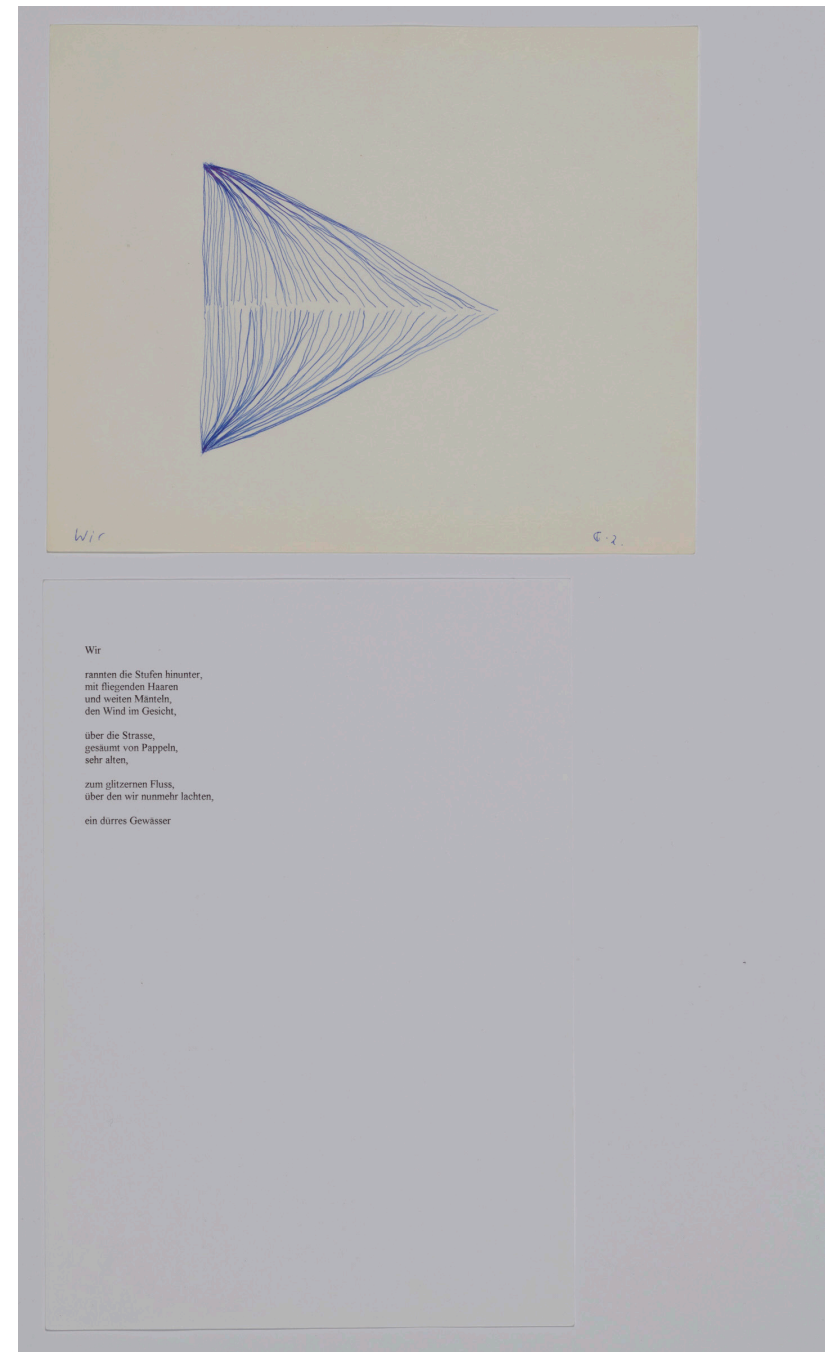 Wir
Wir
rannten die Stufen hinunter,
mit fliegenden Haaren
und weiten Mänteln,
den Wind im Gesicht,
über die Strasse,
gesäumt von Pappeln,
sehr alten,
zum glitzernen Fluss,
über den wir nunmehr lachten,
ein dürres Gewässer